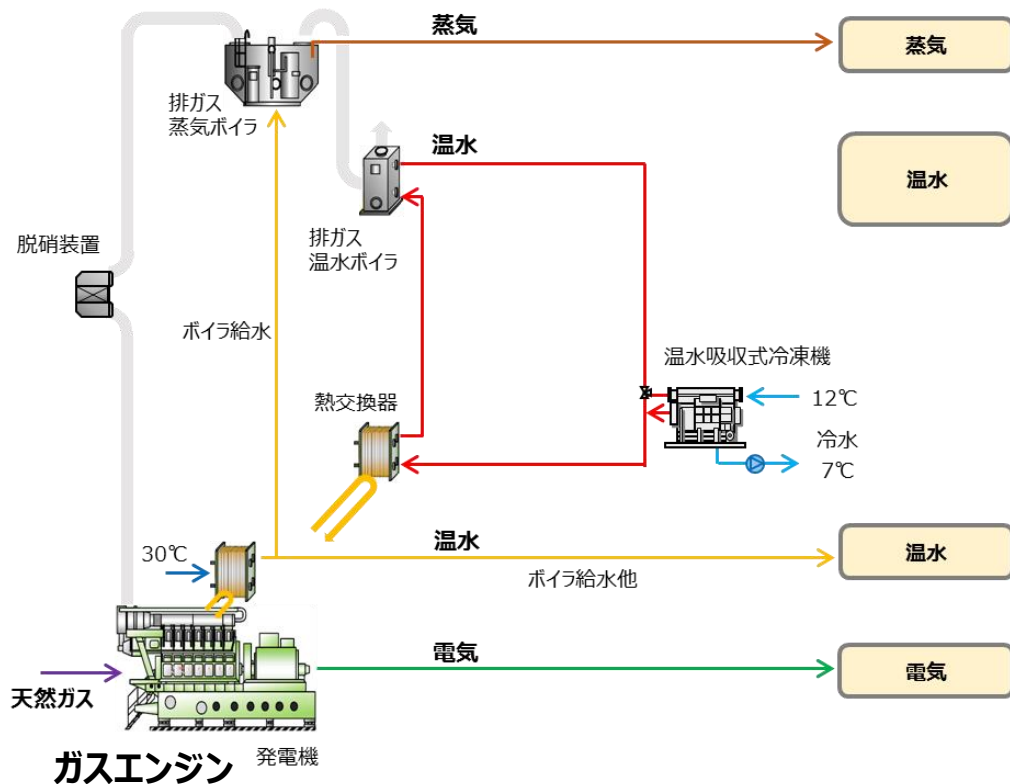 蒸気
蒸気
排ガス
蒸気ボイラ
温水
温水
脱硝装置
排ガス
温水ボイラ
ボイラ給水
温水吸収式冷凍機
熱交換器
12℃
冷水
7℃
30℃
温水
温水
ボイラ給水他
電気
電気
天然ガス
ガスエンジン
発電機